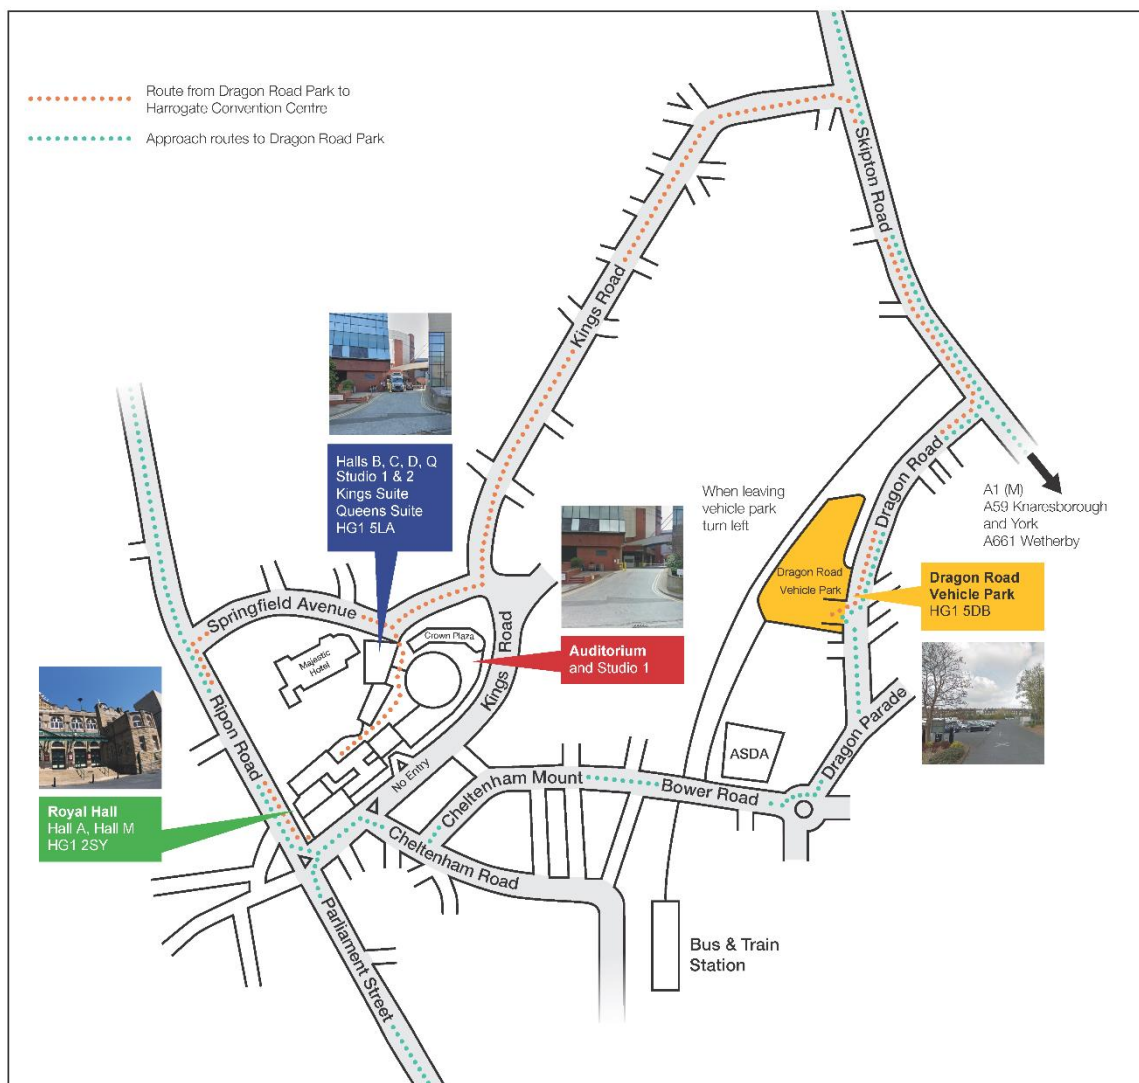 Route from Dragon Road Park to
Harrogate Convention Centre
Approach routes to Dragon Road Park
Skipton Road
Kings Road
Halls B, C, D, Q
Studio 1 & 2
Kings Suite
Queens Suite
HG1 5LA
When leaving
vehicle park
turn left
Dragon Road
A1 (M)
A59 Knaresborough
and York
A661 Wetherby
Dragon Road
Vehicle Park
Dragon Road
Vehicle Park
HG1 5DB
Springfield Avenue
Crown Plaza
Majestic
Hotel
Auditorium
and Studio 1
Kings Road
Ripon Road
No Entry
Royal Hall
Hall A, Hall M
HG1 2SY
Cheltenham Mount
Bower Road
ASDA
Dragon Parade
Cheltenham Road
Parliament Street
Bus & Train
Station